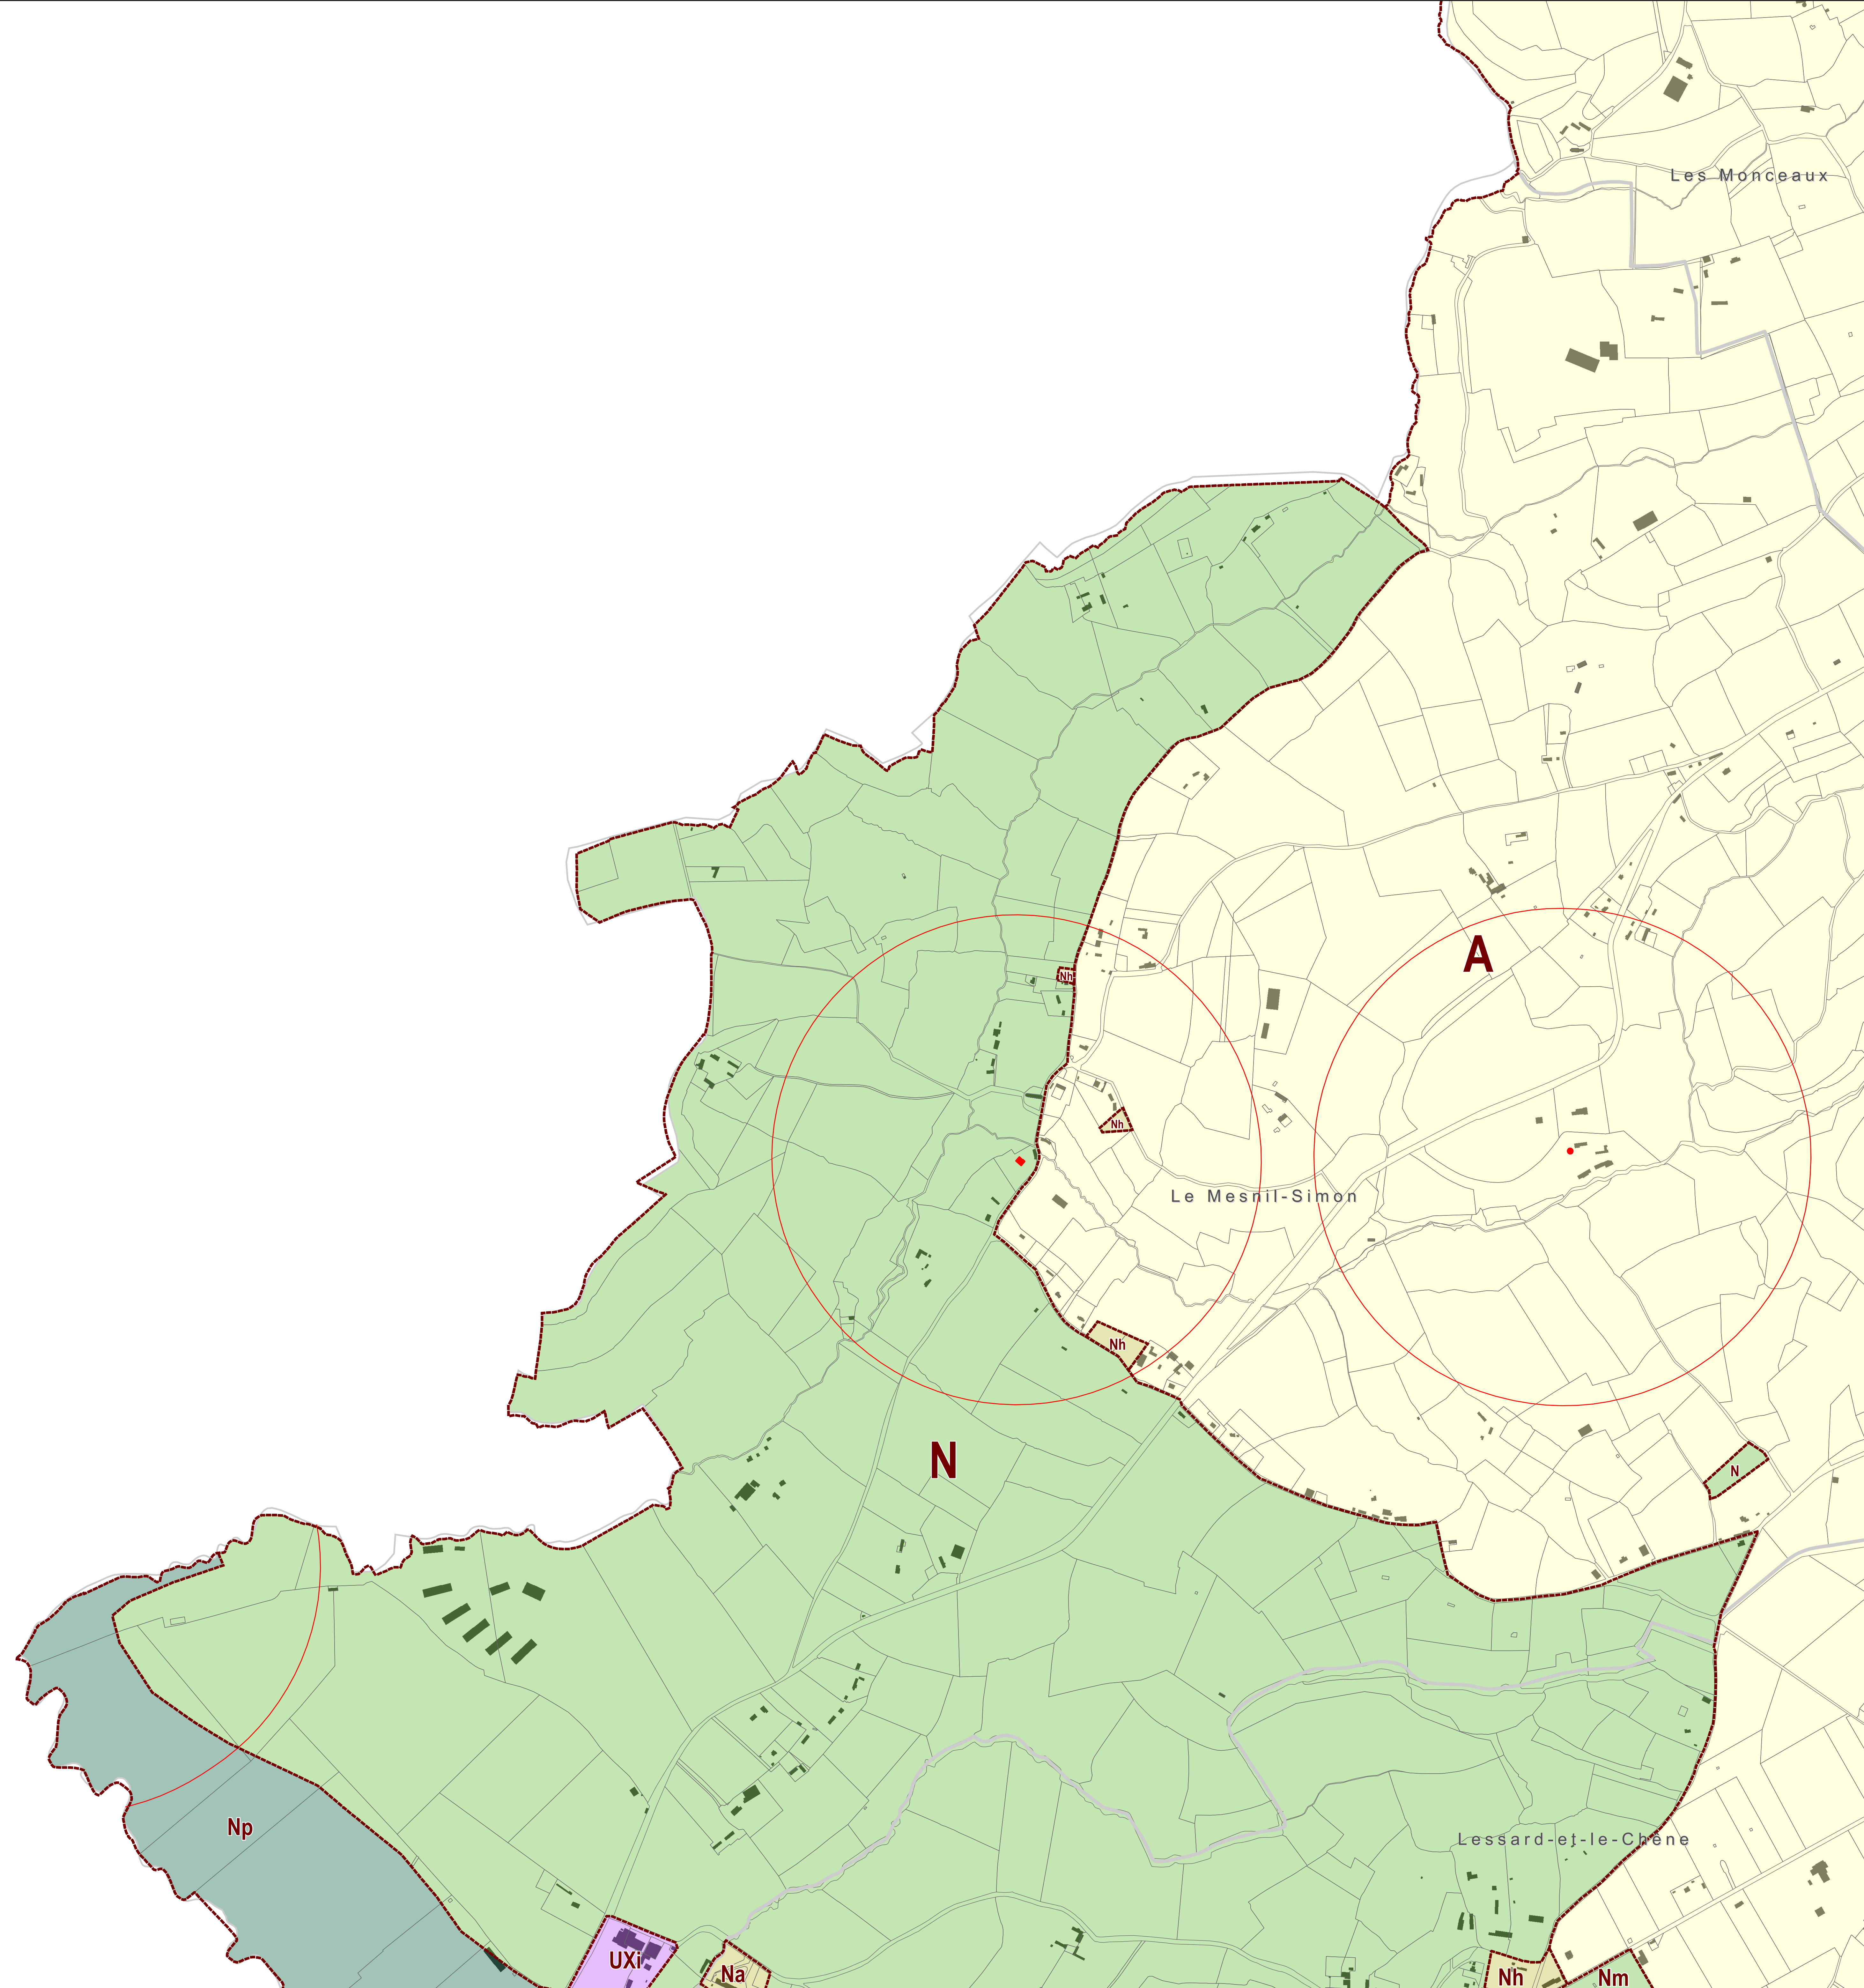 Les Monceaux
A
Nh
Nh
Le Mesnil-Simon
Nh
N
N
Np
Lessard-et-le-Chêne
UXi
Na
Nh
Nm